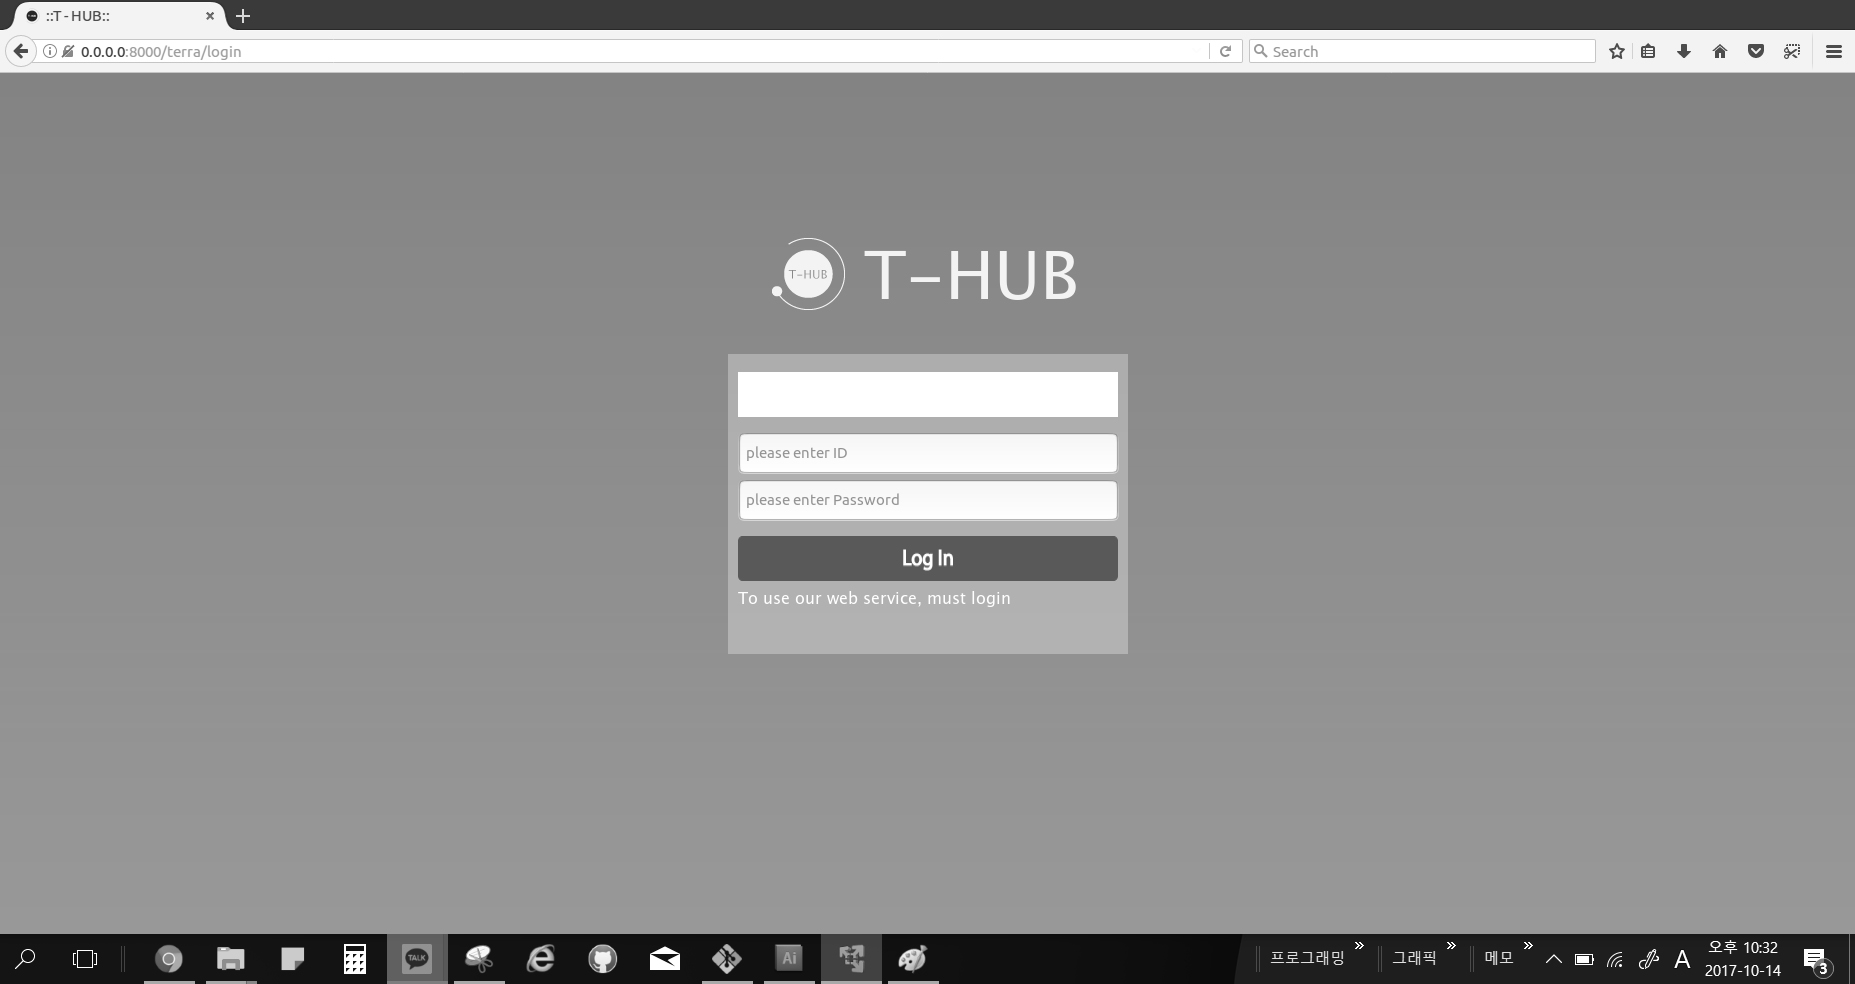 ::T - HUB::
0.0.0.0:8000/terra/login
Search
T-HUB
T-HUB
please enter ID
please enter Password
Log In
To use our web service, must login
TALK
Ai
프로그래밍
그래픽
메모
A
오후 10:32
2017-10-14
3